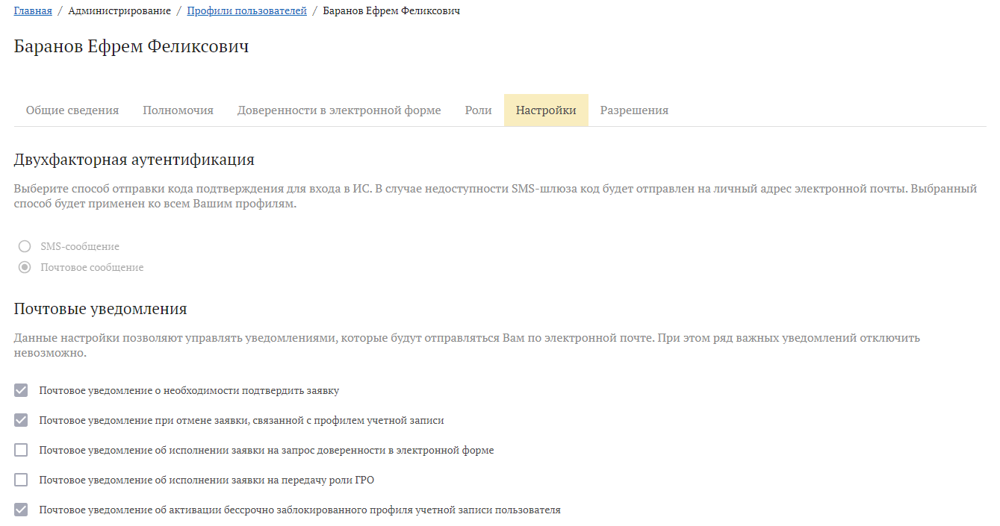 Главная / Администрирование / Профили пользователей / Баранов Ефрем Феликсович
Баранов Ефрем Феликсович
Общие сведения Полномочия Доверенности в электронной форме Роли Настройки Разрешения
Двухфакторная аутентификация
Выберите способ отправки кода подтверждения для входа в ИС. В случае недоступности SMS-шлюза код будет отправлен на личный адрес электронной почты. Выбранный
способ будет применен ко всем Вашим профилям.
SMS-сообщение
Почтовое сообщение
Почтовые уведомления
Данные настройки позволяют управлять уведомлениями, которые будут отправляться Вам по электронной почте. При этом ряд важных уведомлений отключить
невозможно.
Почтовое уведомление о необходимости подтвердить заявку
Почтовое уведомление при отмене заявки, связанной с профилем учетной записи
Почтовое уведомление об исполнении заявки на запрос доверенности в электронной форме
Почтовое уведомление об исполнении заявки на передачу роли ГРО
Почтовое уведомление об активации бессрочно заблокированного профиля учетной записи пользователя